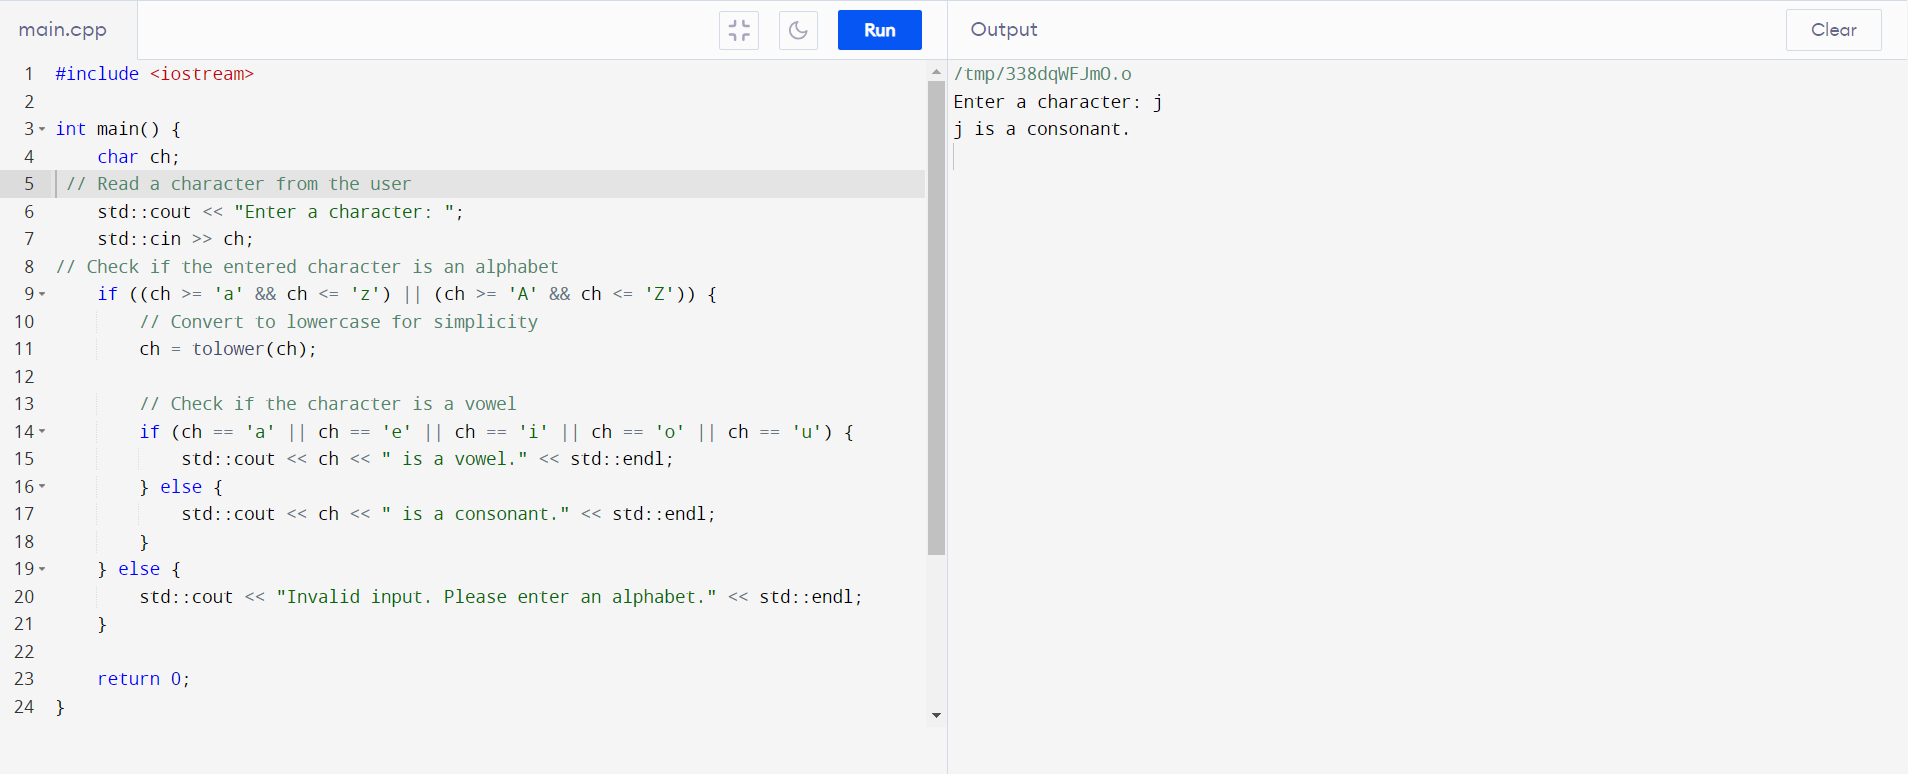 main.cpp
Run
Output
Clear
1 #include <iostream>
2
3 int main() {
4     char ch;
5  // Read a character from the user
6     std::cout << "Enter a character: ";
7     std::cin >> ch;
8 // Check if the entered character is an alphabet
9     if ((ch >= 'a' && ch <= 'z') || (ch >= 'A' && ch <= 'Z')) {
10         // Convert to lowercase for simplicity
11         ch = tolower(ch);
12
13         // Check if the character is a vowel
14         if (ch == 'a' || ch == 'e' || ch == 'i' || ch == 'o' || ch == 'u') {
15             std::cout << ch << " is a vowel." << std::endl;
16         } else {
17             std::cout << ch << " is a consonant." << std::endl;
18         }
19     } else {
20         std::cout << "Invalid input. Please enter an alphabet." << std::endl;
21     }
22
23     return 0;
24 }
/tmp/338dqWFJmO.o
Enter a character: j
j is a consonant.